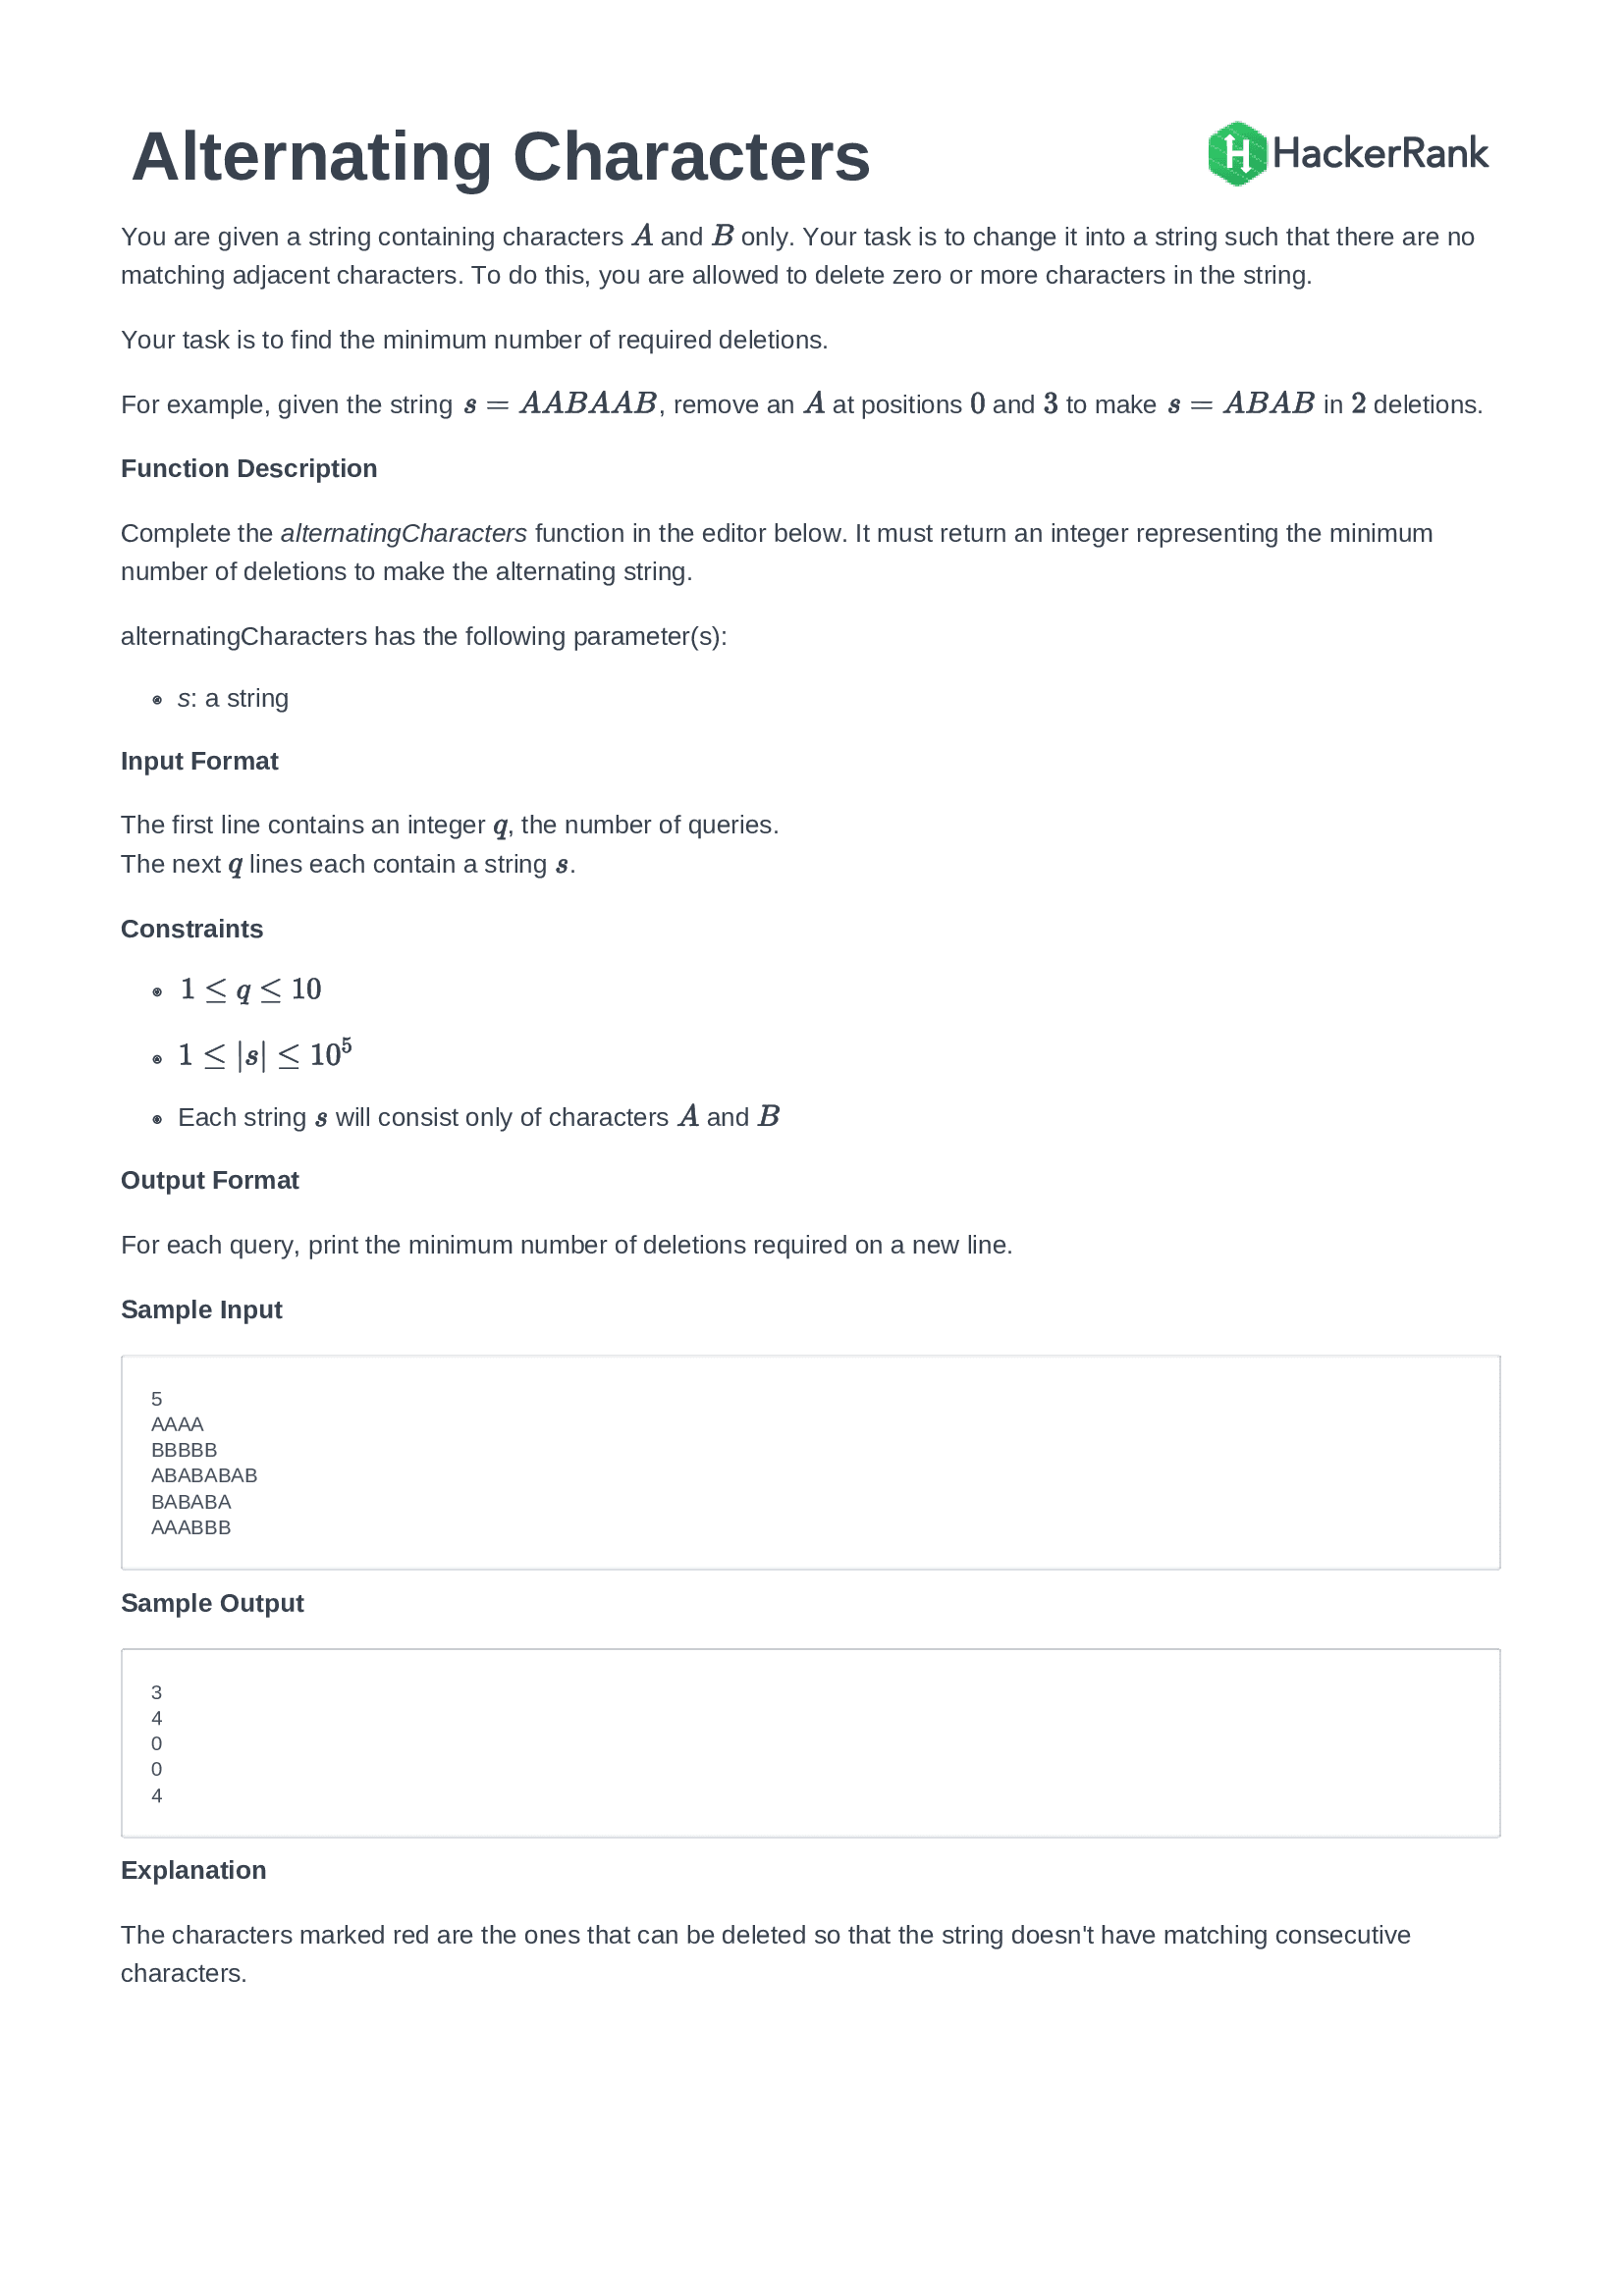 Alternating Characters
HackerRank
You are given a string containing characters A and B only. Your task is to change it into a string such that there are no
matching adjacent characters. To do this, you are allowed to delete zero or more characters in the string.
Your task is to find the minimum number of required deletions.
For example, given the string s = AABAAB, remove an A at positions 0 and 3 to make s = ABAB in 2 deletions.
Function Description
Complete the alternatingCharacters function in the editor below. It must return an integer representing the minimum
number of deletions to make the alternating string.
alternatingCharacters has the following parameter(s):
• s: a string
Input Format
The first line contains an integer q, the number of queries.
The next q lines each contain a string s.
Constraints
• 1 ≤ q ≤ 10
• 1 ≤ |s| ≤ 10⁵
• Each string s will consist only of characters A and B
Output Format
For each query, print the minimum number of deletions required on a new line.
Sample Input
5
AAAA
BBBBB
ABABABAB
BABABA
AAABBB
Sample Output
3
4
0
0
4
Explanation
The characters marked red are the ones that can be deleted so that the string doesn't have matching consecutive
characters.